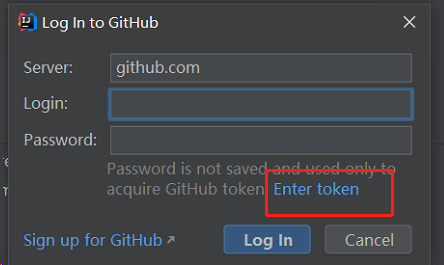 Log In to GitHub
Server: github.com
Login:
Password:
Password is not saved and used only to
acquire GitHub token. Enter token
Sign up for GitHub ↗ Log In Cancel